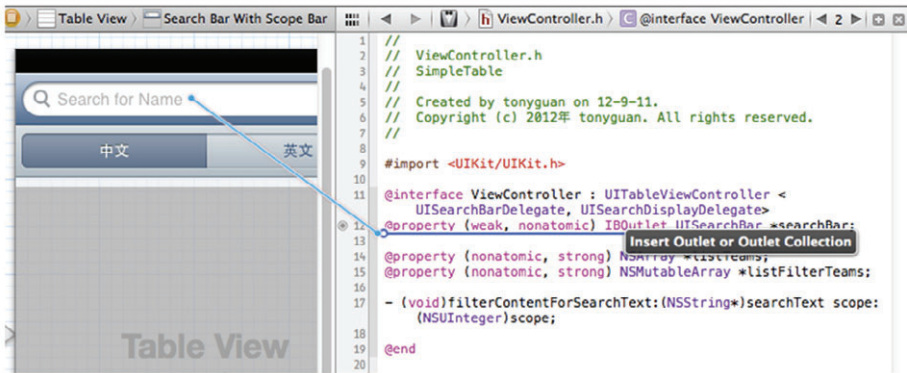 Table View Search Bar With Scope Bar
ViewController.h @interface ViewController 2
Search for Name
中文 英文
Table View
1 //
2 // ViewController.h
3 // SimpleTable
4 //
5 // Created by tonyguan on 12-9-11.
6 // Copyright (c) 2012年 tonyguan. All rights reserved.
7 //
8
9 #import <UIKit/UIKit.h>
10
11 @interface ViewController : UITableViewController <
UISearchBarDelegate, UISearchDisplayDelegate>
12 @property (weak, nonatomic) IBOutlet UISearchBar *searchBar;
13
Insert Outlet or Outlet Collection
14 @property (nonatomic, strong) NSArray *listTeams;
15 @property (nonatomic, strong) NSMutableArray *listFilterTeams;
16
17 - (void)filterContentForSearchText:(NSString*)searchText scope:
(NSUInteger)scope;
18
19 @end
20